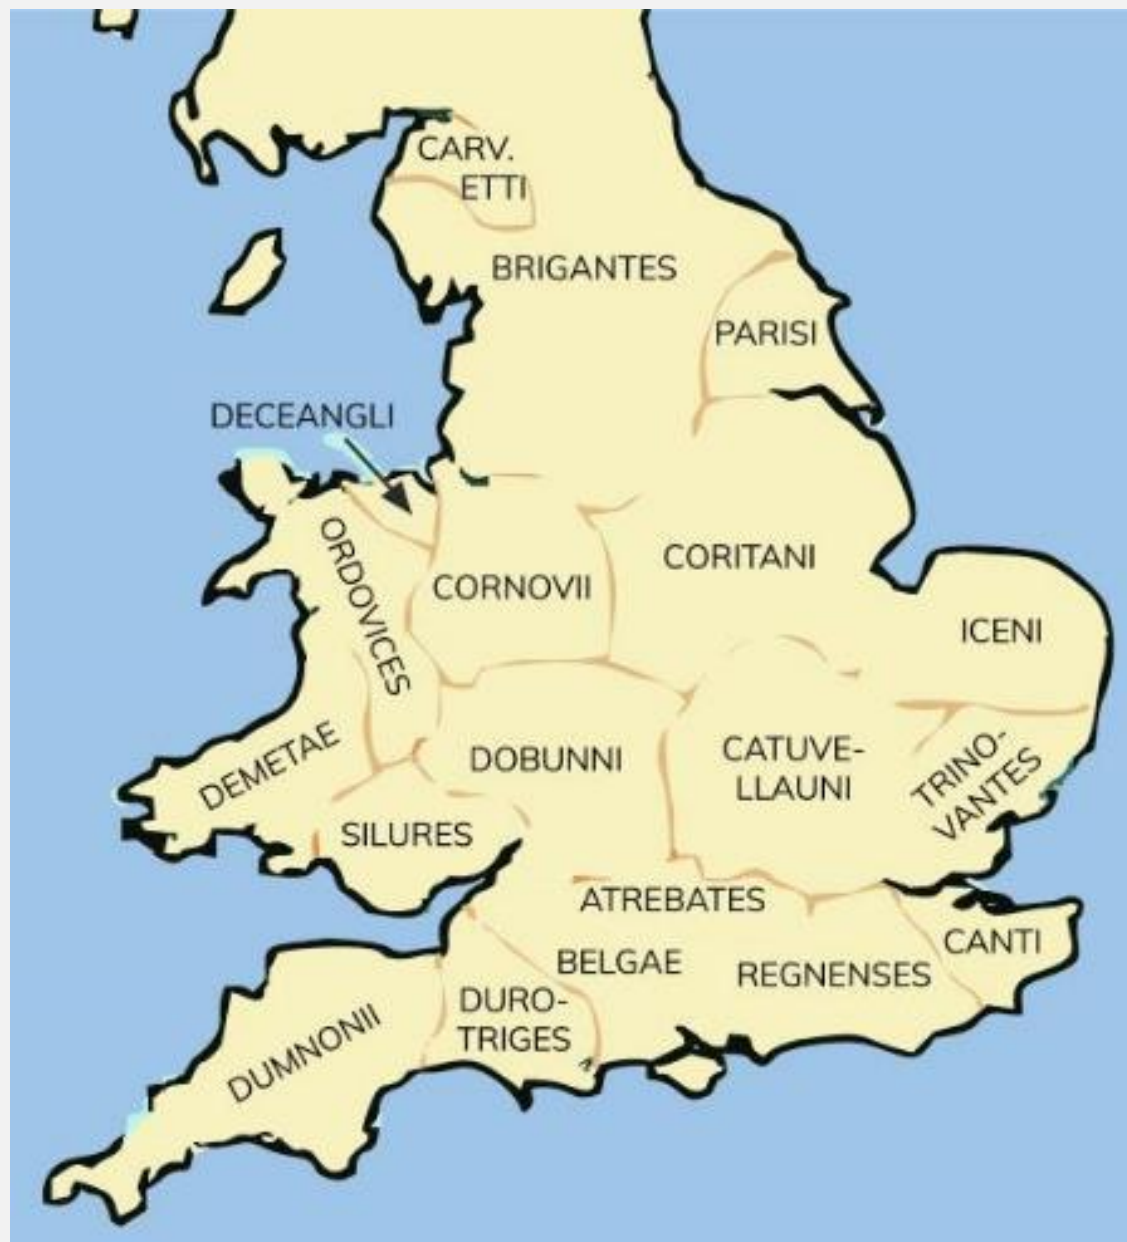 CARV.
ETTI
BRIGANTES
PARISI
DECEANGLI
ORDOVICES
CORNOVII
CORITANI
ICENI
DEMETAE
DOBUNNI
CATUVE-
LLAUNI
TRINO-
VANTES
SILURES
ATREBATES
CANTI
BELGAE
REGNENSES
DURO-
TRIGES
DUMNONII